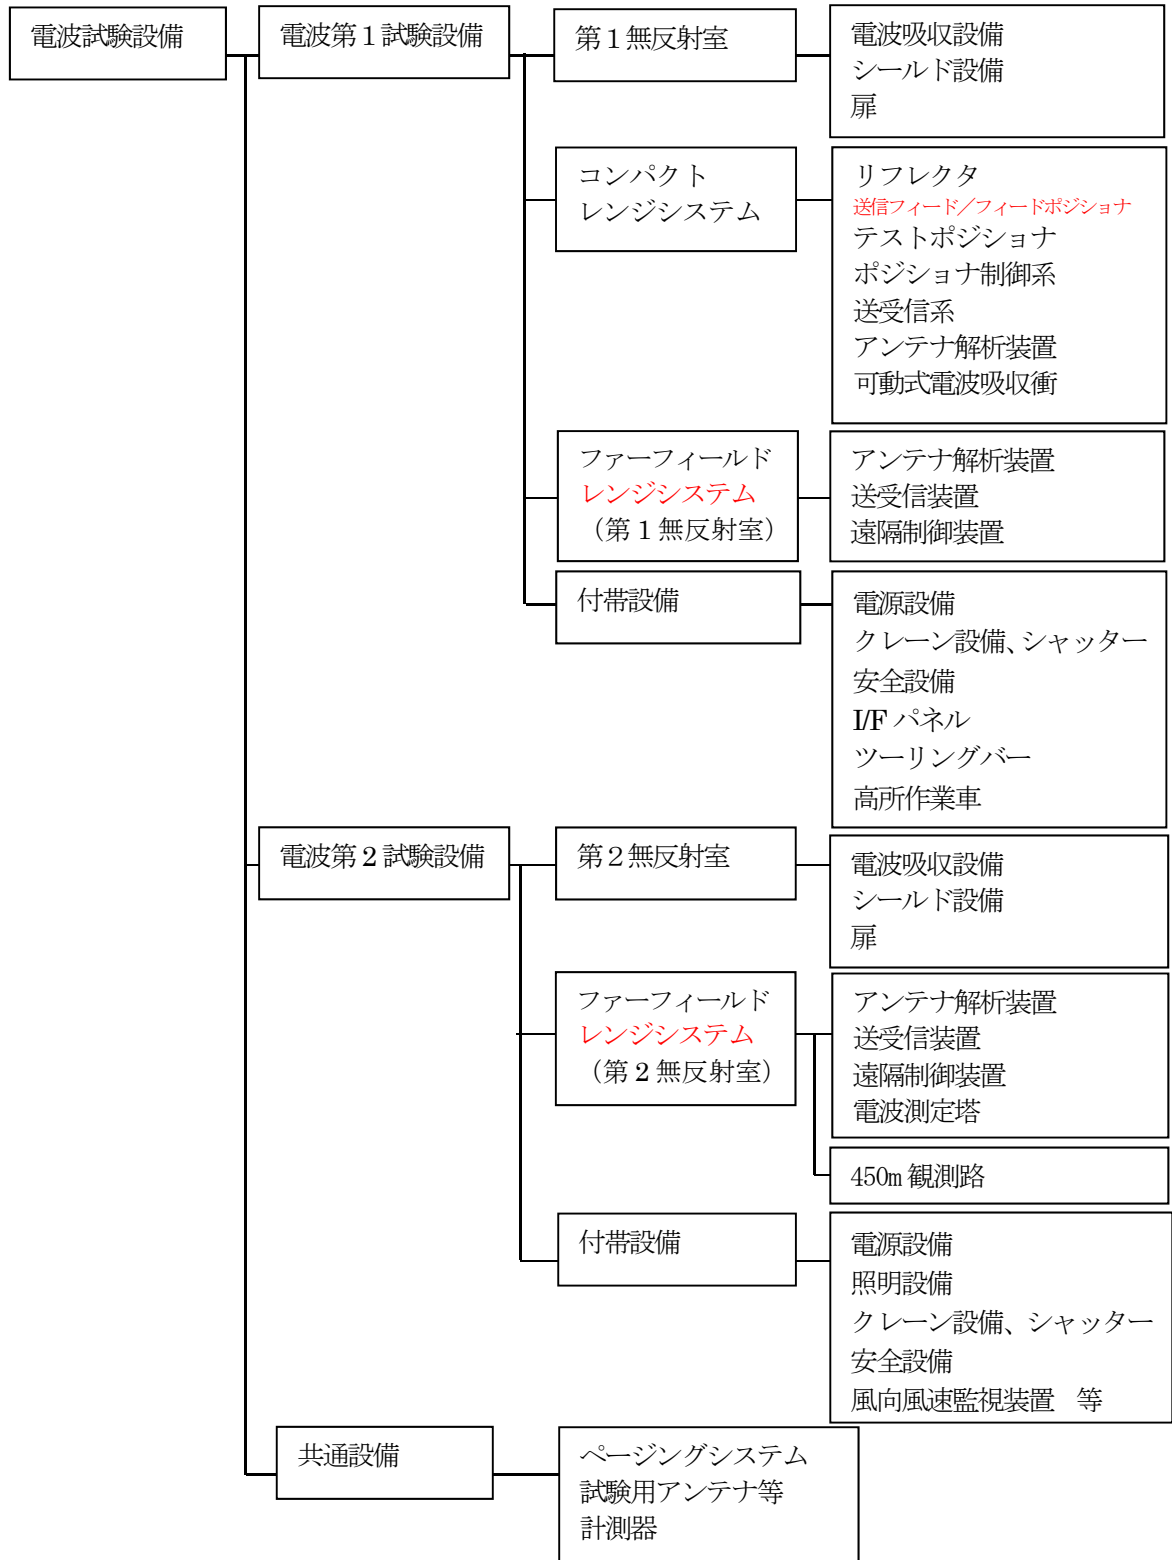 電波試験設備
電波第１試験設備
第１無反射室
電波吸収設備
シールド設備
扉
コンパクト
レンジシステム
リフレクタ
送信フィード／フィードポジショナ
テストポジショナ
ポジショナ制御系
送受信系
アンテナ解析装置
可動式電波吸収衝
ファーフィールド
レンジシステム
（第１無反射室）
アンテナ解析装置
送受信装置
遠隔制御装置
付帯設備
電源設備
クレーン設備、シャッター
安全設備
I/F パネル
ツーリングバー
高所作業車
電波第２試験設備
第２無反射室
電波吸収設備
シールド設備
扉
ファーフィールド
レンジシステム
（第２無反射室）
アンテナ解析装置
送受信装置
遠隔制御装置
電波測定塔
450m 観測路
付帯設備
電源設備
照明設備
クレーン設備、シャッター
安全設備
風向風速監視装置　等
共通設備
ページングシステム
試験用アンテナ等
計測器